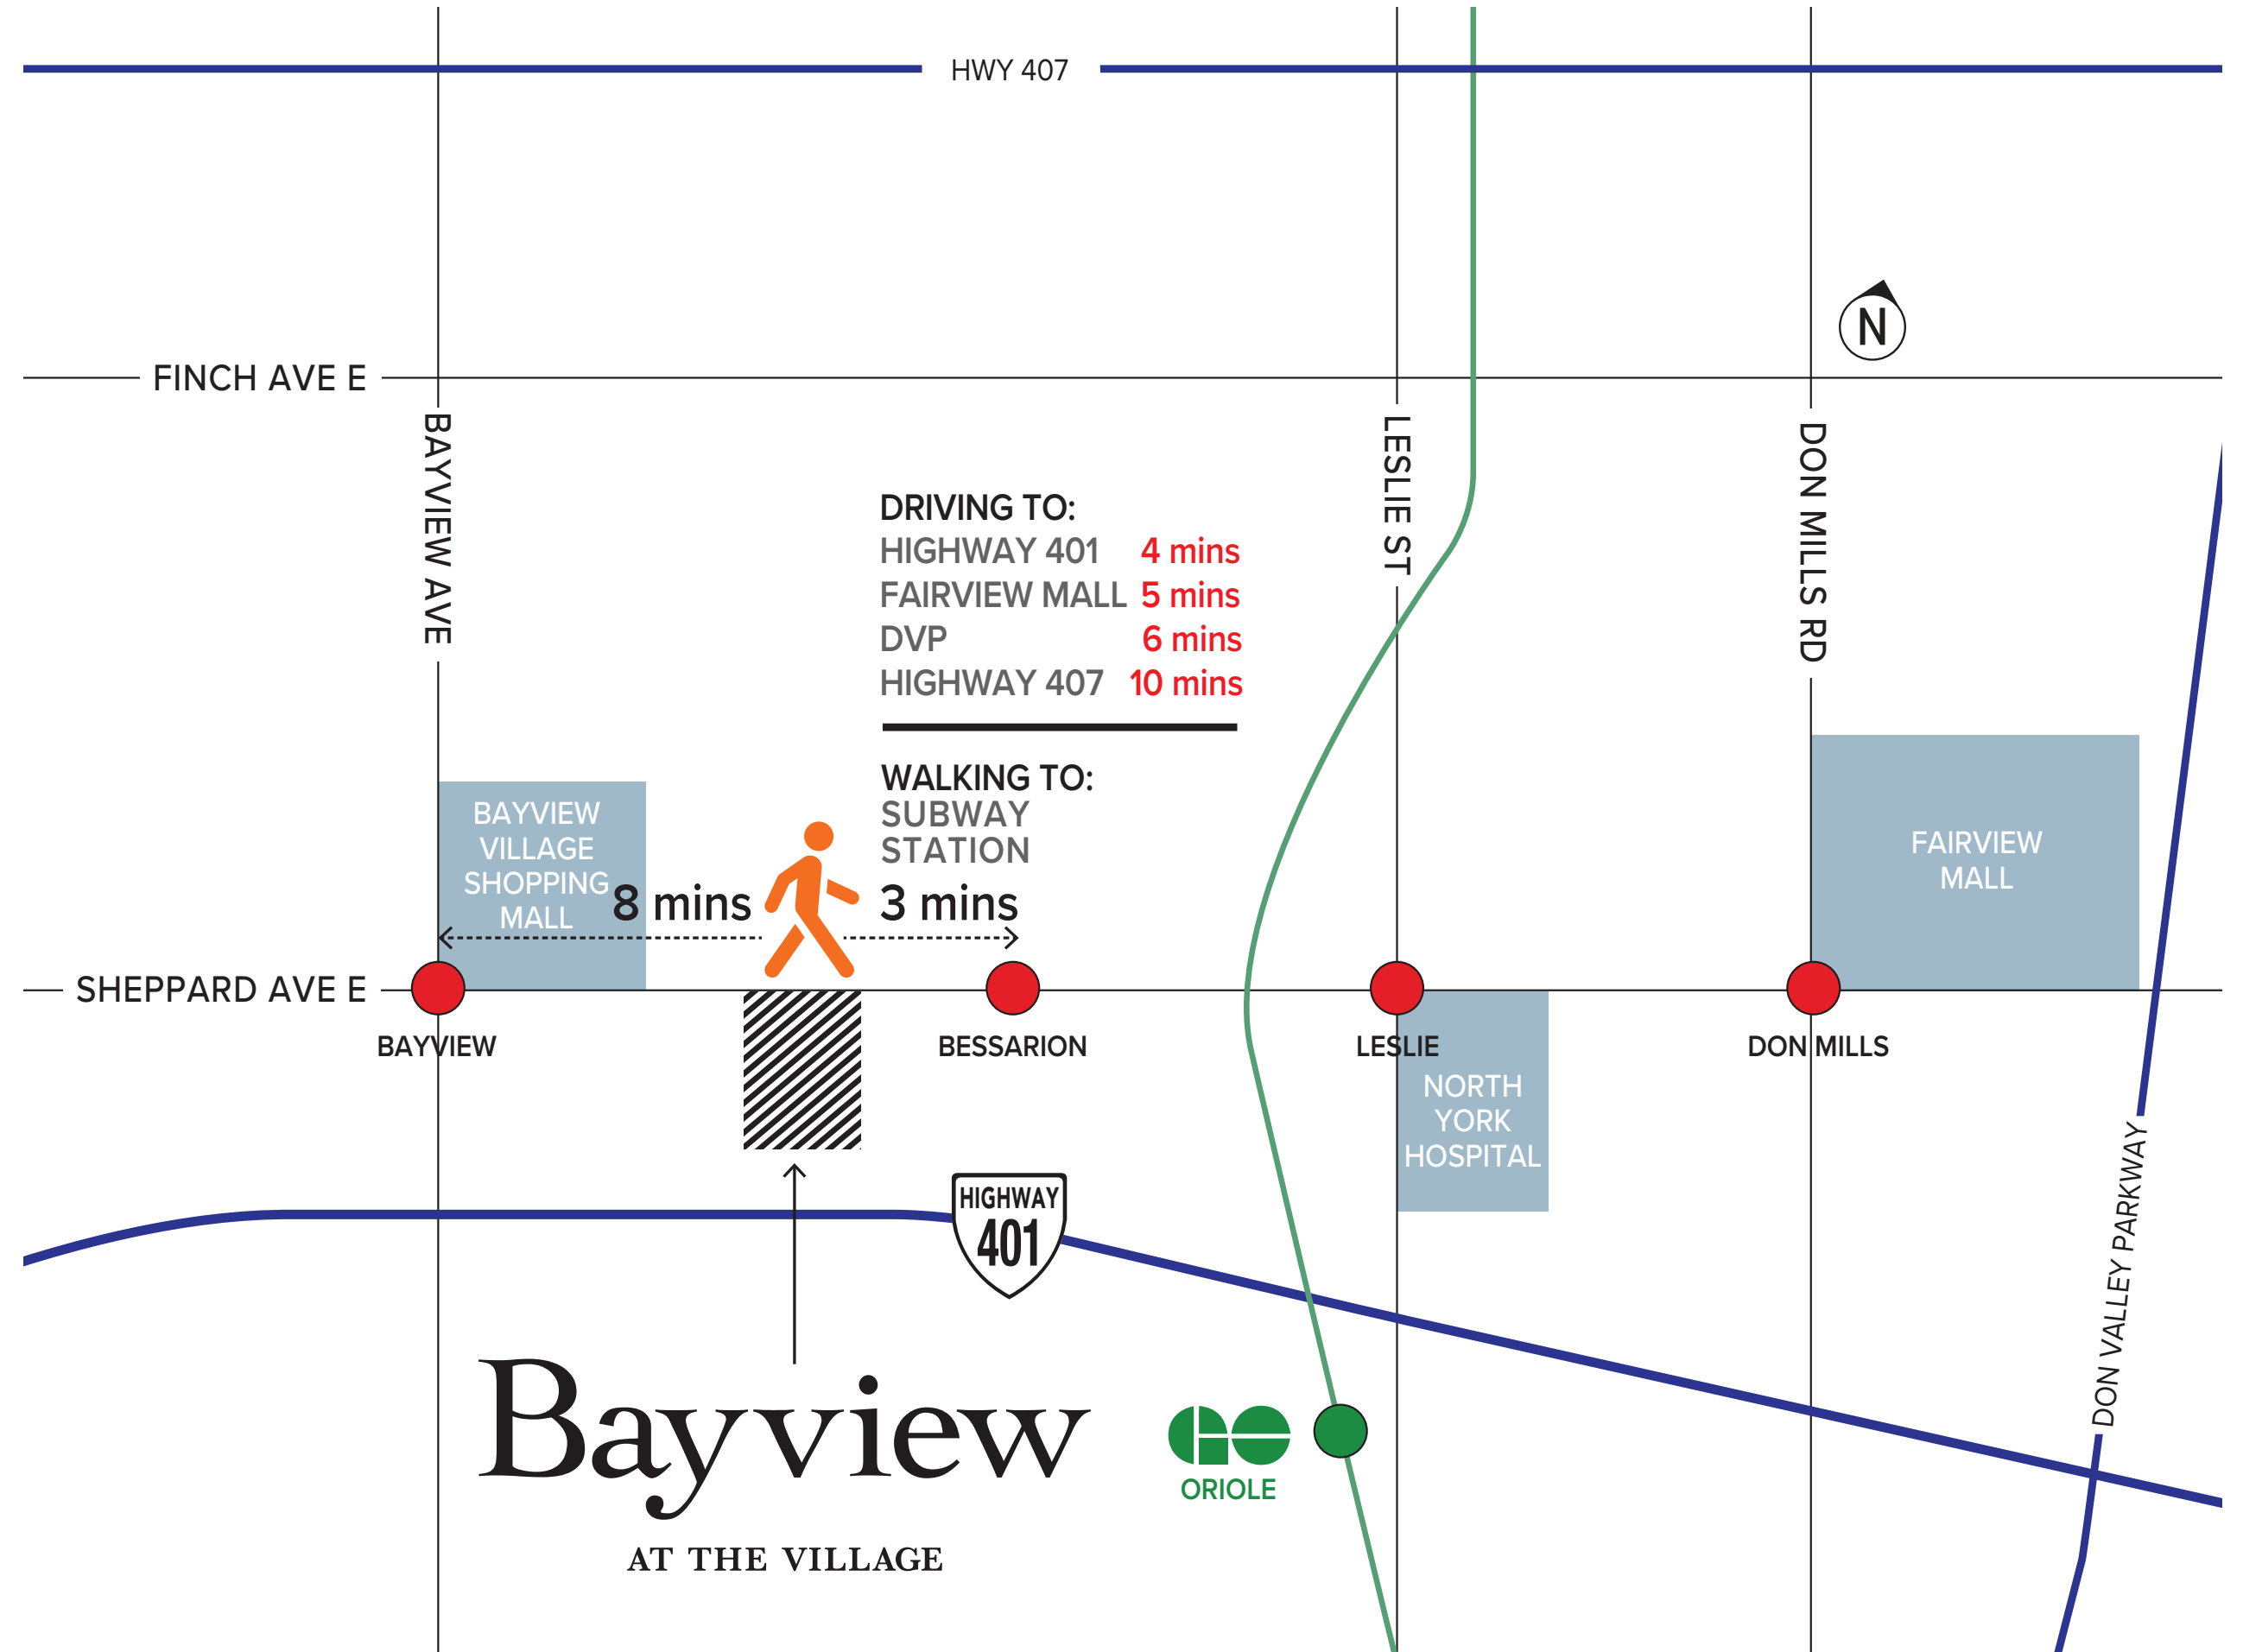 HWY 407
N
FINCH AVE E
BAYVIEW AVE
LESLIE ST
DON MILLS RD
DRIVING TO:
HIGHWAY 401 4 mins
FAIRVIEW MALL 5 mins
DVP 6 mins
HIGHWAY 407 10 mins
WALKING TO:
SUBWAY
STATION
BAYVIEW
VILLAGE
SHOPPING
MALL
8 mins
3 mins
FAIRVIEW
MALL
SHEPPARD AVE E
BAYVIEW
BESSARION
LESLIE
DON MILLS
NORTH
YORK
HOSPITAL
DON VALLEY PARKWAY
HIGHWAY
401
Bayview
AT THE VILLAGE
GO
ORIOLE